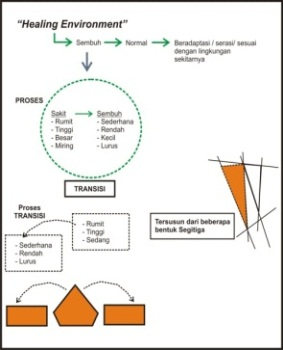 “Healing Environment”
Sembuh Normal Beradaptasi / serasi/ sesuai
dengan lingkungan
sekitarnya
PROSES
Sakit Sembuh
- Rumit - Sederhana
- Tinggi - Rendah
- Besar - Kecil
- Miring - Lurus
TRANSISI
Proses
TRANSISI
- Rumit
- Tinggi
- Sedang
- Sederhana
- Rendah
- Lurus
Tersusun dari beberapa
bentuk Segitiga